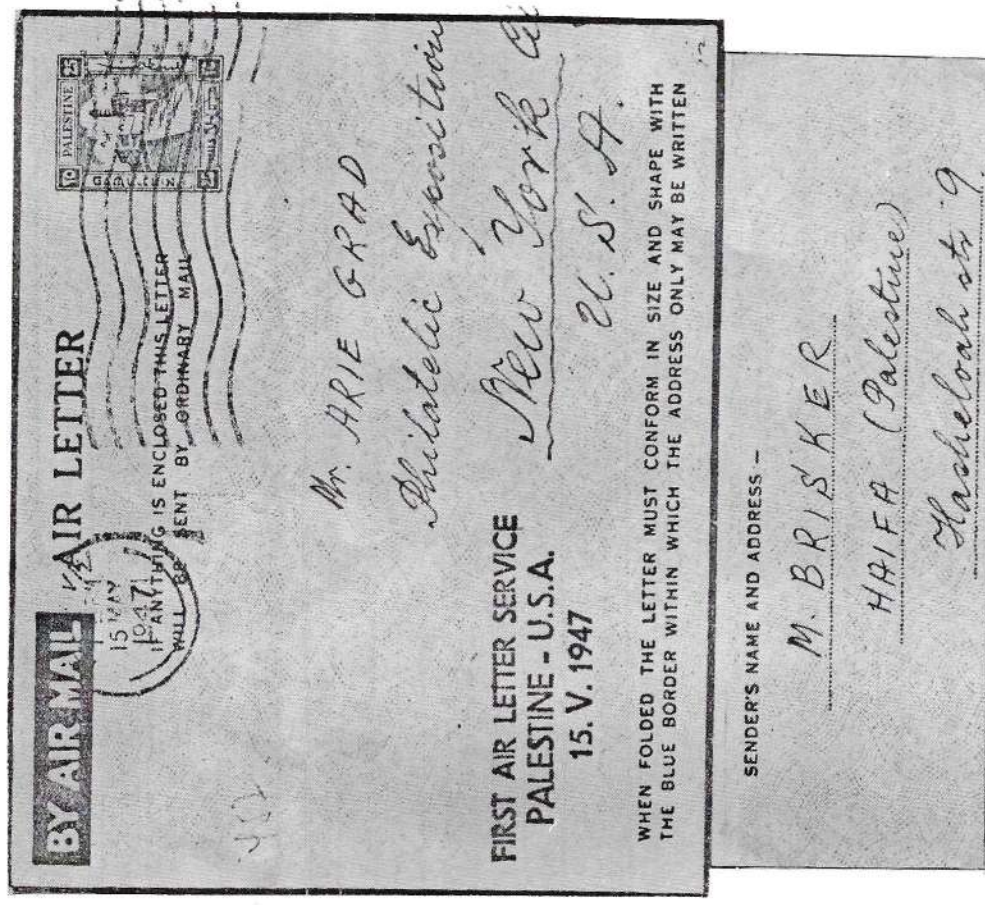 BY AIR MAIL AIR LETTER
IF ANYTHING IS ENCLOSED THIS LETTER
WILL BE SENT BY ORDINARY MAIL
15 MAY
1947
PALESTINE
25
Mr. ARIE GRAD
Philatelic Exposition
New York
U.S.A.
FIRST AIR LETTER SERVICE
PALESTINE - U.S.A.
15. V. 1947
WHEN FOLDED THE LETTER MUST CONFORM IN SIZE AND SHAPE WITH
THE BLUE BORDER WITHIN WHICH THE ADDRESS ONLY MAY BE WRITTEN
SENDER'S NAME AND ADDRESS –
M. BRISKER
HAIFA (Palestine)
Hasheloah str 9.